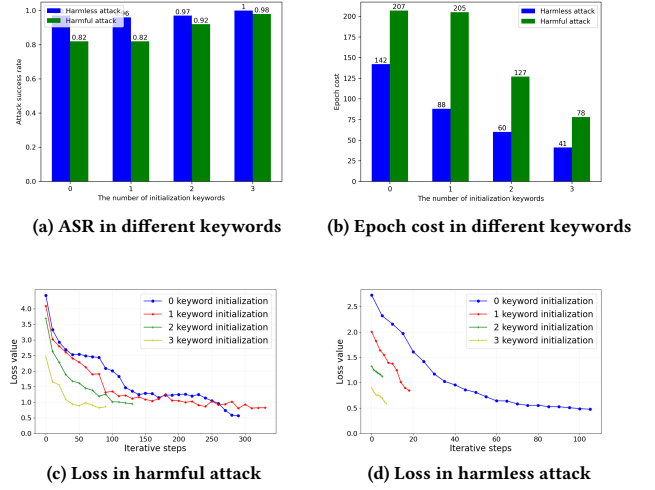 1.0
0.8
0.6
0.4
0.2
0.0
Attack success rate
Harmless attack
Harmful attack
0.82
0.82
0.97
0.92
1
0.98
0
1
2
3
The number of initialization keywords
(a) ASR in different keywords
200
175
150
125
100
75
50
25
0
Epoch cost
Harmless attack
Harmful attack
142
207
88
205
60
127
41
78
0
1
2
3
The number of initialization keywords
(b) Epoch cost in different keywords
4.0
3.5
3.0
2.5
2.0
1.5
1.0
0.5
0.0
Loss value
0 keyword initialization
1 keyword initialization
2 keyword initialization
3 keyword initialization
0
50
100
150
200
250
300
Iterative steps
(c) Loss in harmful attack
2.5
2.0
1.5
1.0
0.5
0.0
Loss value
0 keyword initialization
1 keyword initialization
2 keyword initialization
3 keyword initialization
0
20
40
60
80
100
Iterative steps
(d) Loss in harmless attack